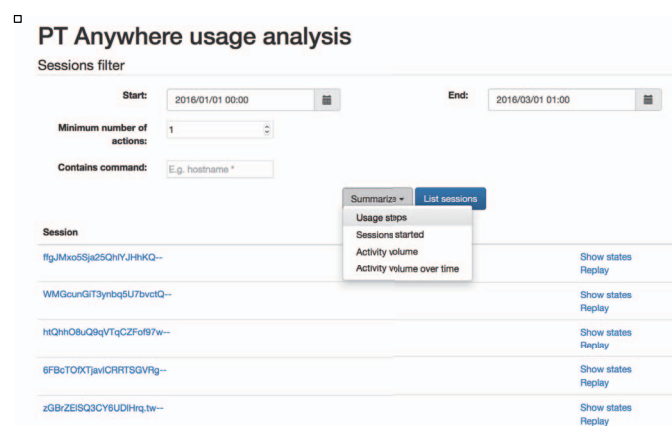 PT Anywhere usage analysis
Sessions filter
Start: 2016/01/01 00:00 End: 2016/03/01 01:00
Minimum number of actions: 1
Contains command: E.g. hostname *
Summarize List sessions
Usage steps
Sessions started
Activity volume
Activity volume over time
Session
ffgJMxo5Sja25QhlYJHhKQ-- Show states
Replay
WMGcunGiT3ynbq5U7bvctQ-- Show states
Replay
htQhhO8uQ9qVTqCZFof97w-- Show states
Replay
6FBcTOfXTjavlCRRTSGVRg-- Show states
Replay
zGBrZElSQ3CY6UDlHrq.tw-- Show states
Replay